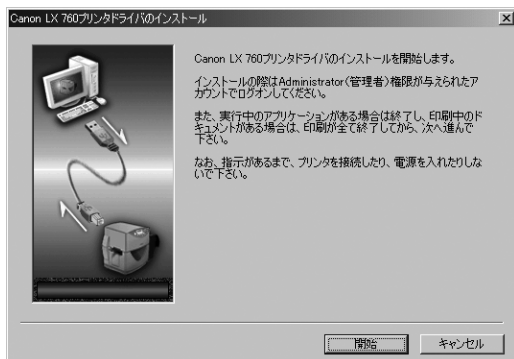 Canon LX 760プリンタドライバのインストール
Canon LX 760プリンタドライバのインストールを開始します。
インストールの際はAdministrator(管理者)権限が与えられたア
カウントでログオンしてください。
また、実行中のアプリケーションがある場合は終了し、印刷中のド
キュメントがある場合は、印刷が全て終了してから、次へ進んで
下さい。
なお、指示があるまで、プリンタを接続したり、電源を入れたりしな
いで下さい。
開始
キャンセル